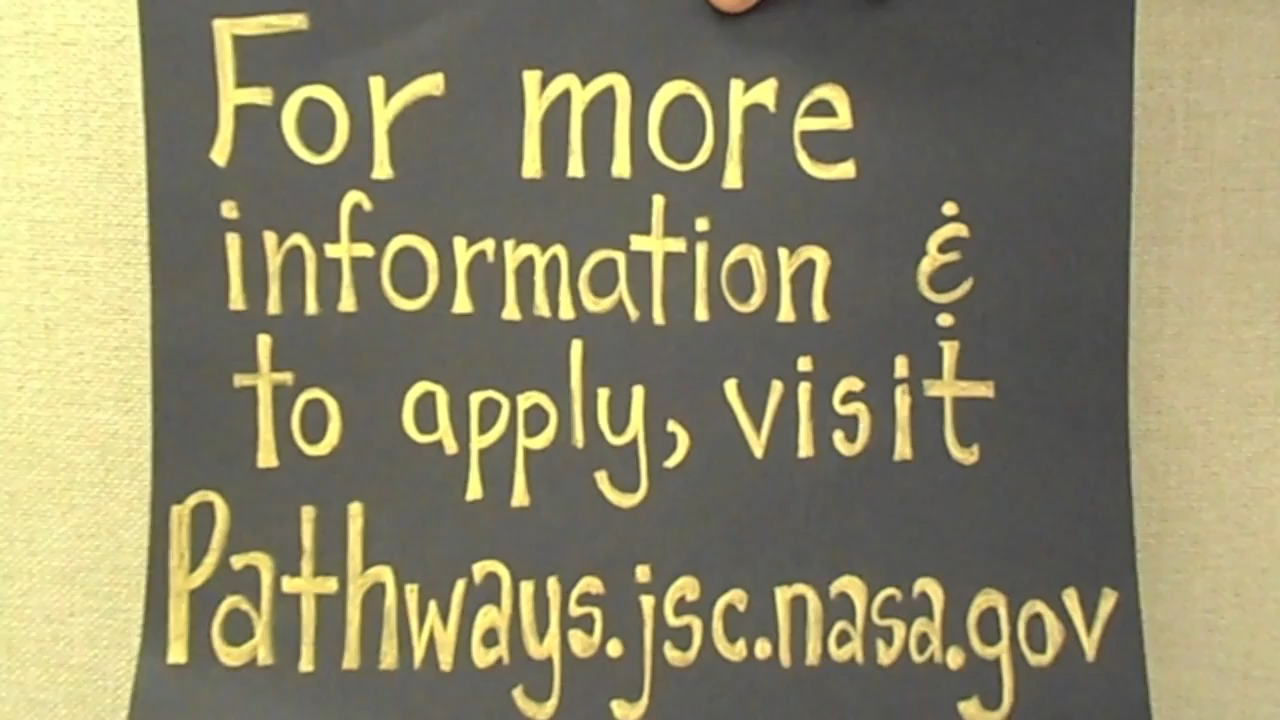 For more
information &
to apply, visit
Pathways.jsc.nasa.gov